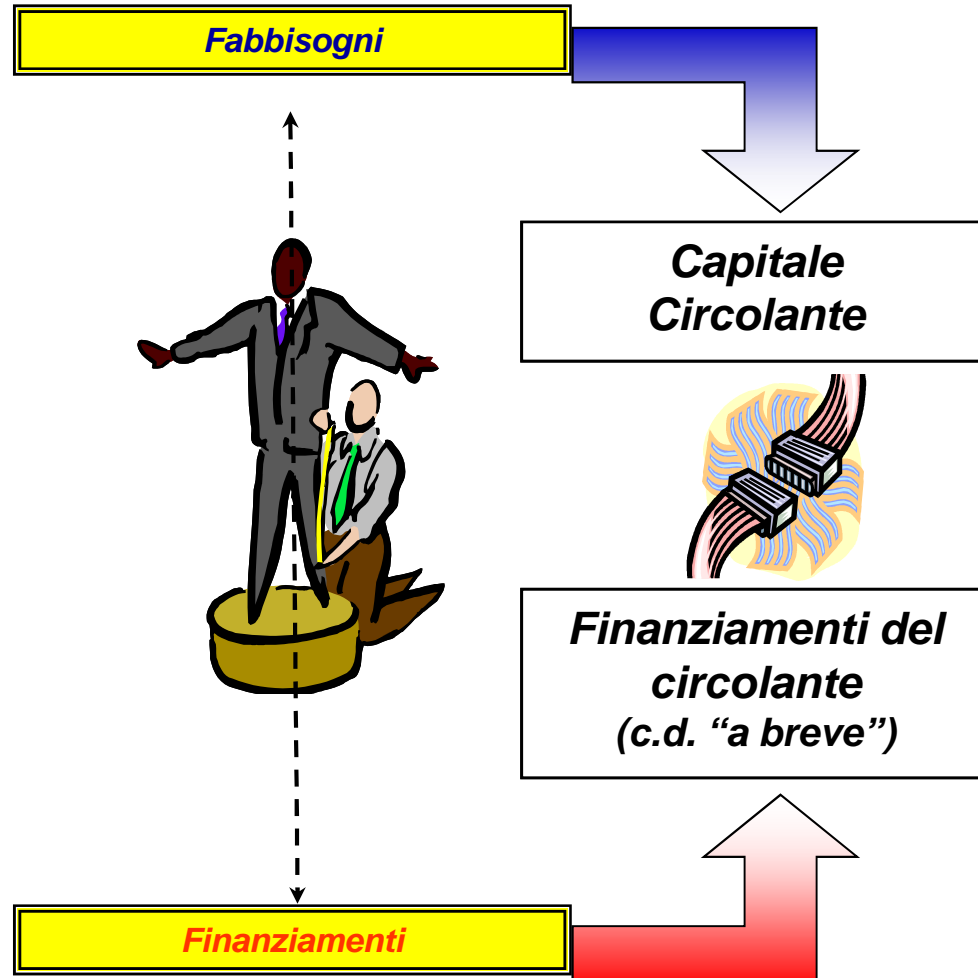 Fabbisogni
Capitale
Circolante
Finanziamenti del
circolante
(c.d. “a breve”)
Finanziamenti